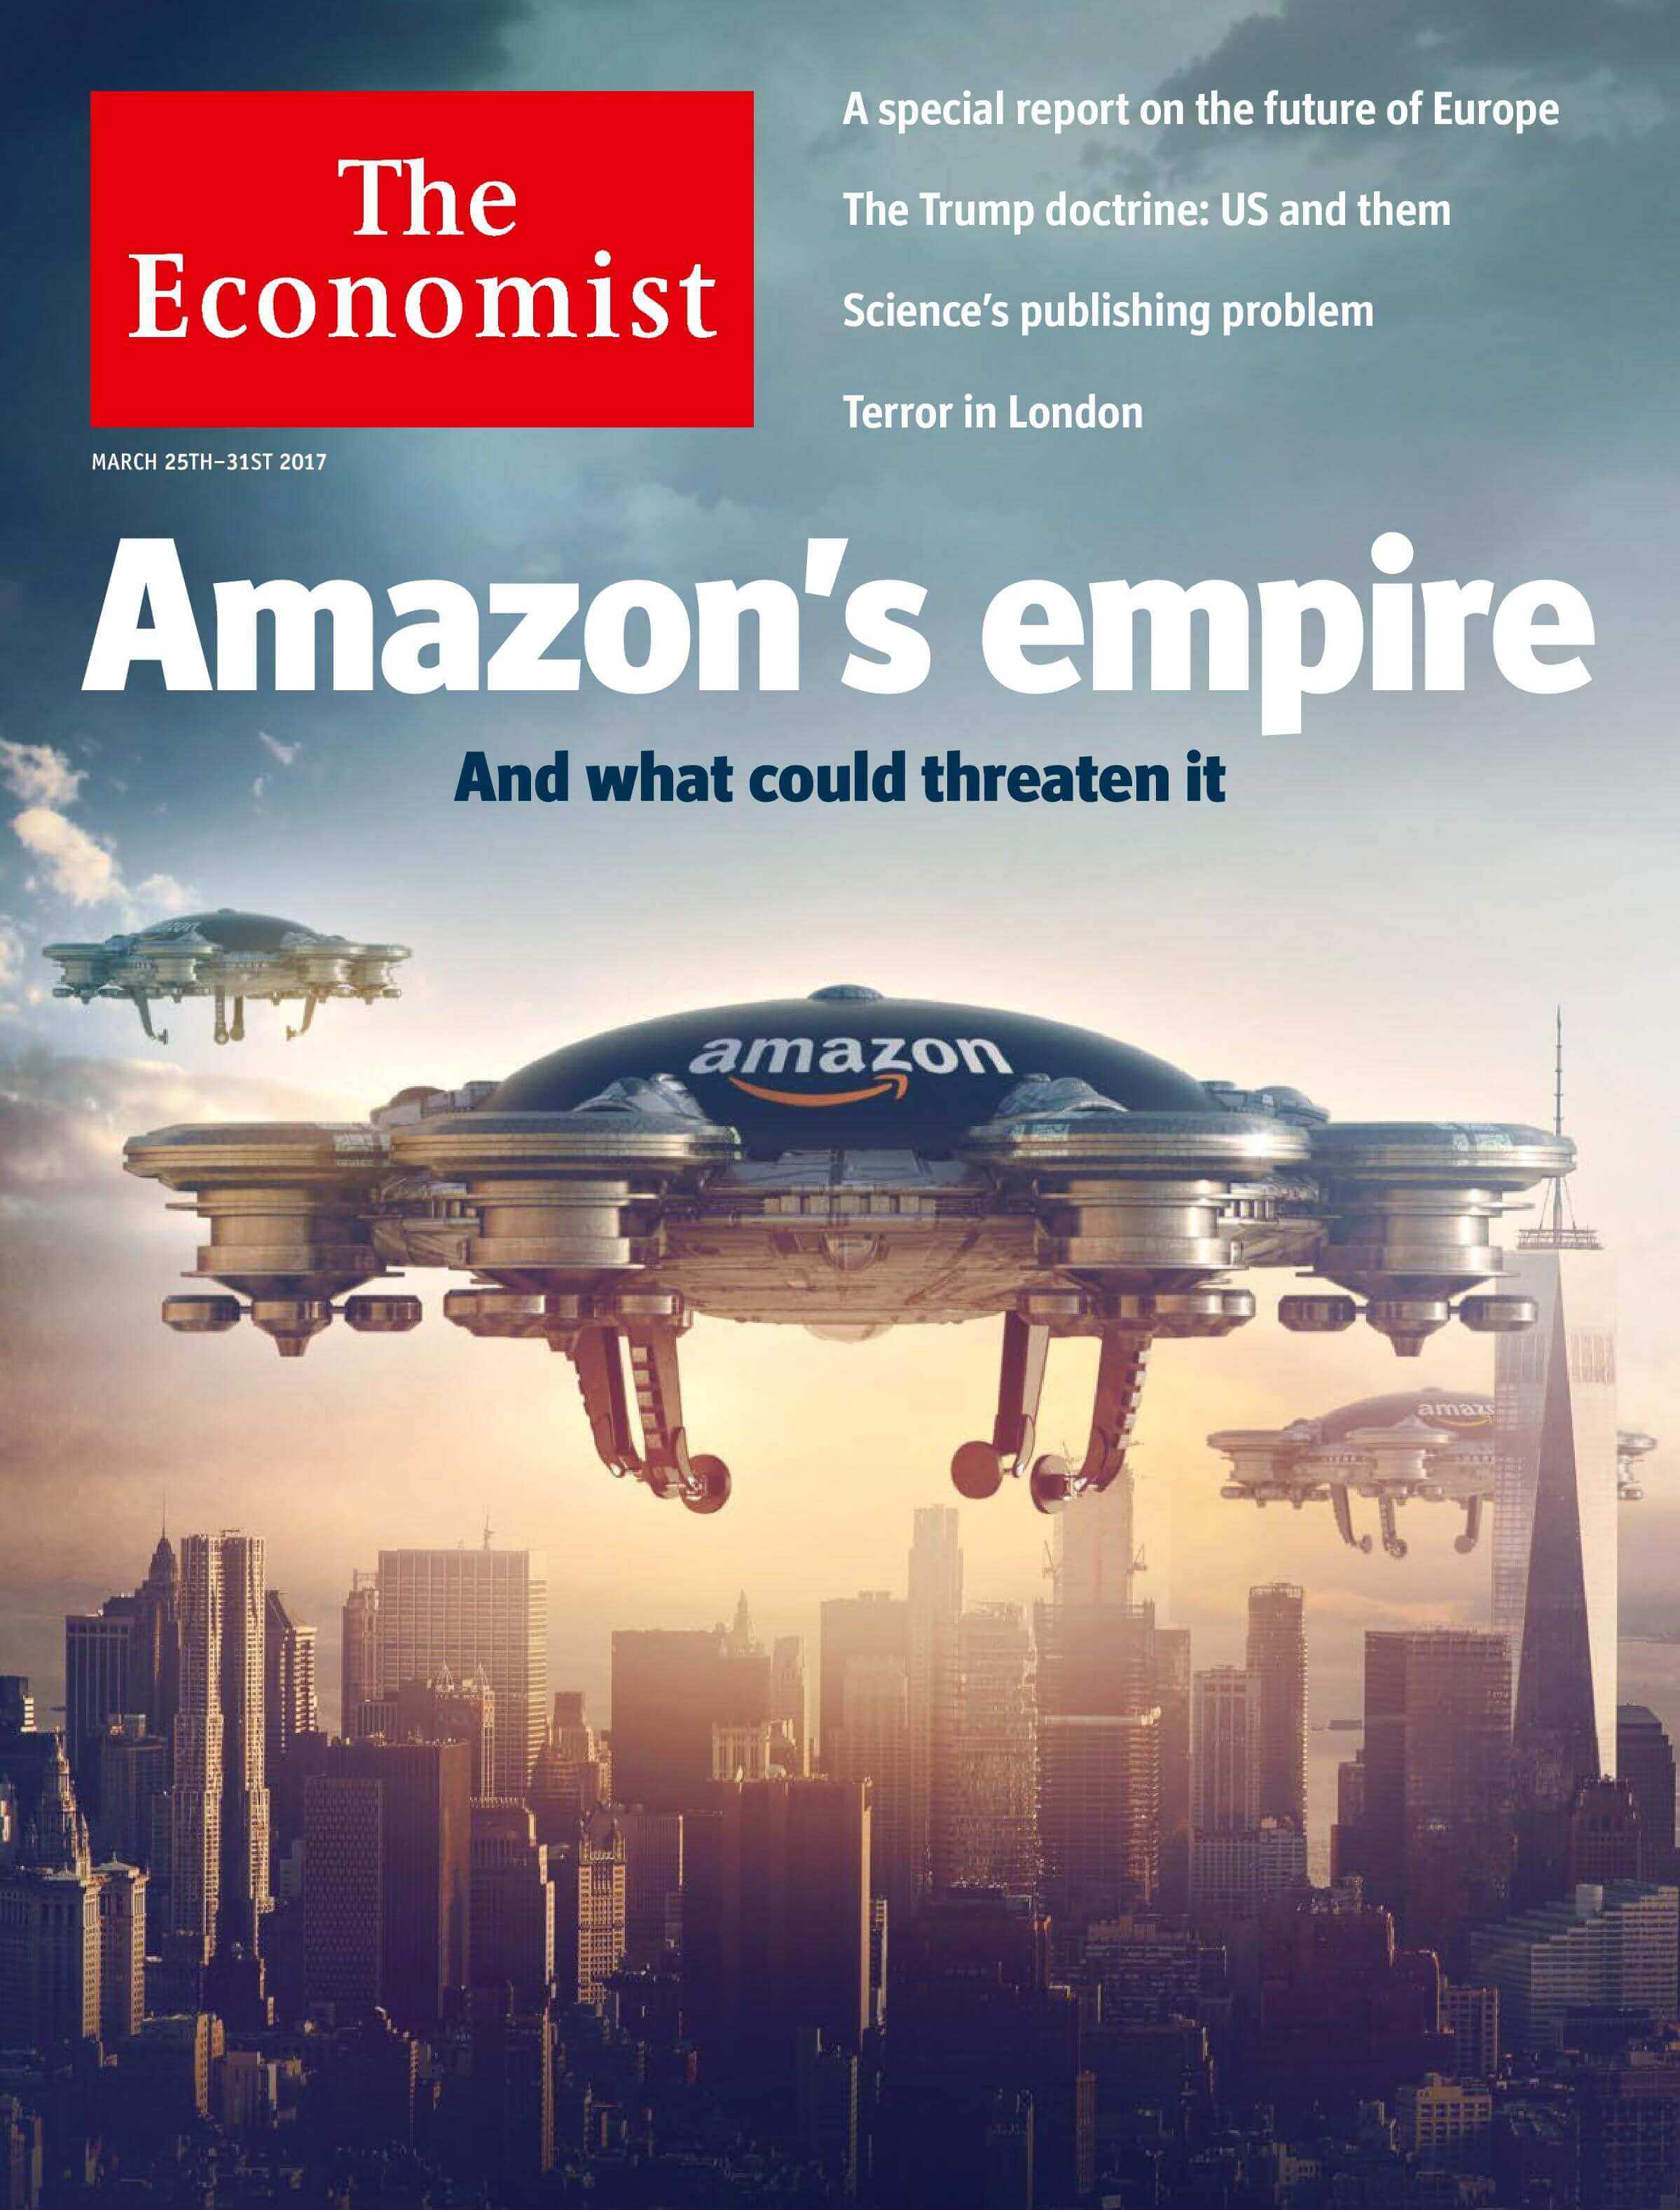 The
Economist
MARCH 25TH–31ST 2017
A special report on the future of Europe
The Trump doctrine: US and them
Science’s publishing problem
Terror in London
Amazon’s empire
And what could threaten it
amazon